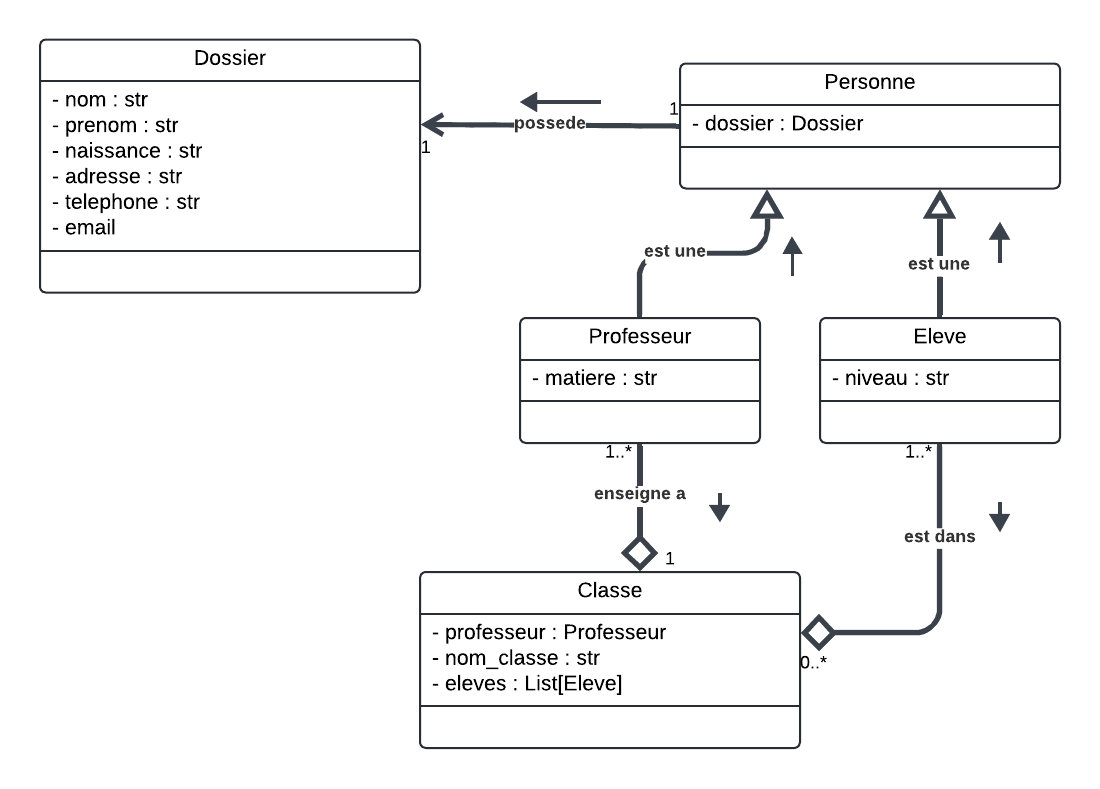 Dossier
- nom : str
- prenom : str
- naissance : str
- adresse : str
- telephone : str
- email
possede
1
1
Personne
- dossier : Dossier
est une
est une
Professeur
- matiere : str
Eleve
- niveau : str
1..*
enseigne a
1
1..*
est dans
0..*
Classe
- professeur : Professeur
- nom_classe : str
- eleves : List[Eleve]